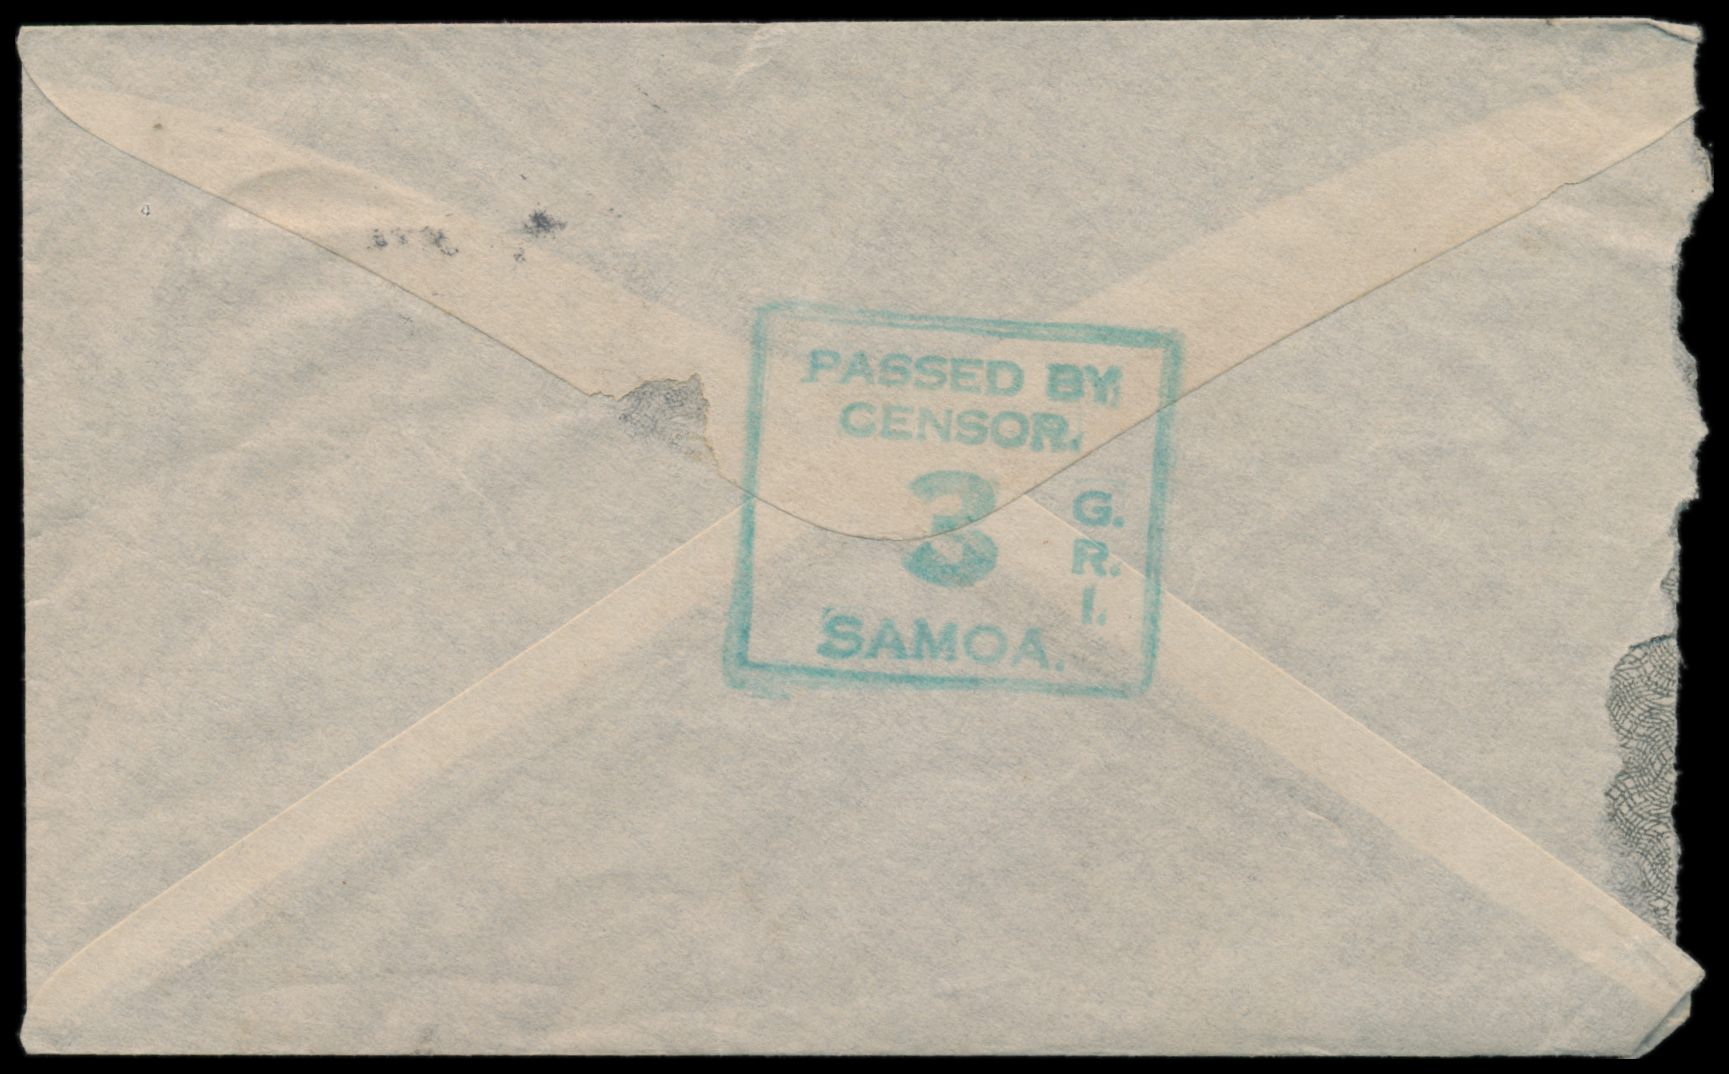 PASSED BY
CENSOR.
3
G.
R.
I.
SAMOA.